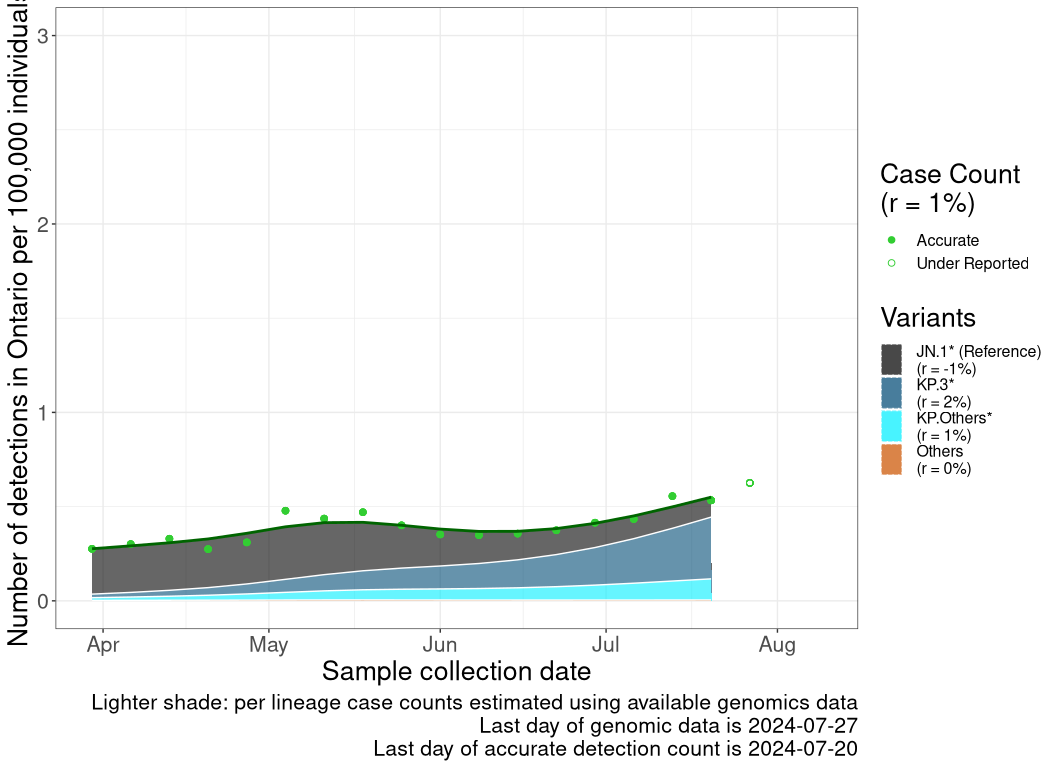 Number of detections in Ontario per 100,000 individuals
3
2
1
0
Apr
May
Jun
Jul
Aug
Sample collection date
Lighter shade: per lineage case counts estimated using available genomics data
Last day of genomic data is 2024-07-27
Last day of accurate detection count is 2024-07-20
Case Count
(r = 1%)
Accurate
Under Reported
Variants
JN.1* (Reference)
(r = -1%)
KP.3*
(r = 2%)
KP.Others*
(r = 1%)
Others
(r = 0%)